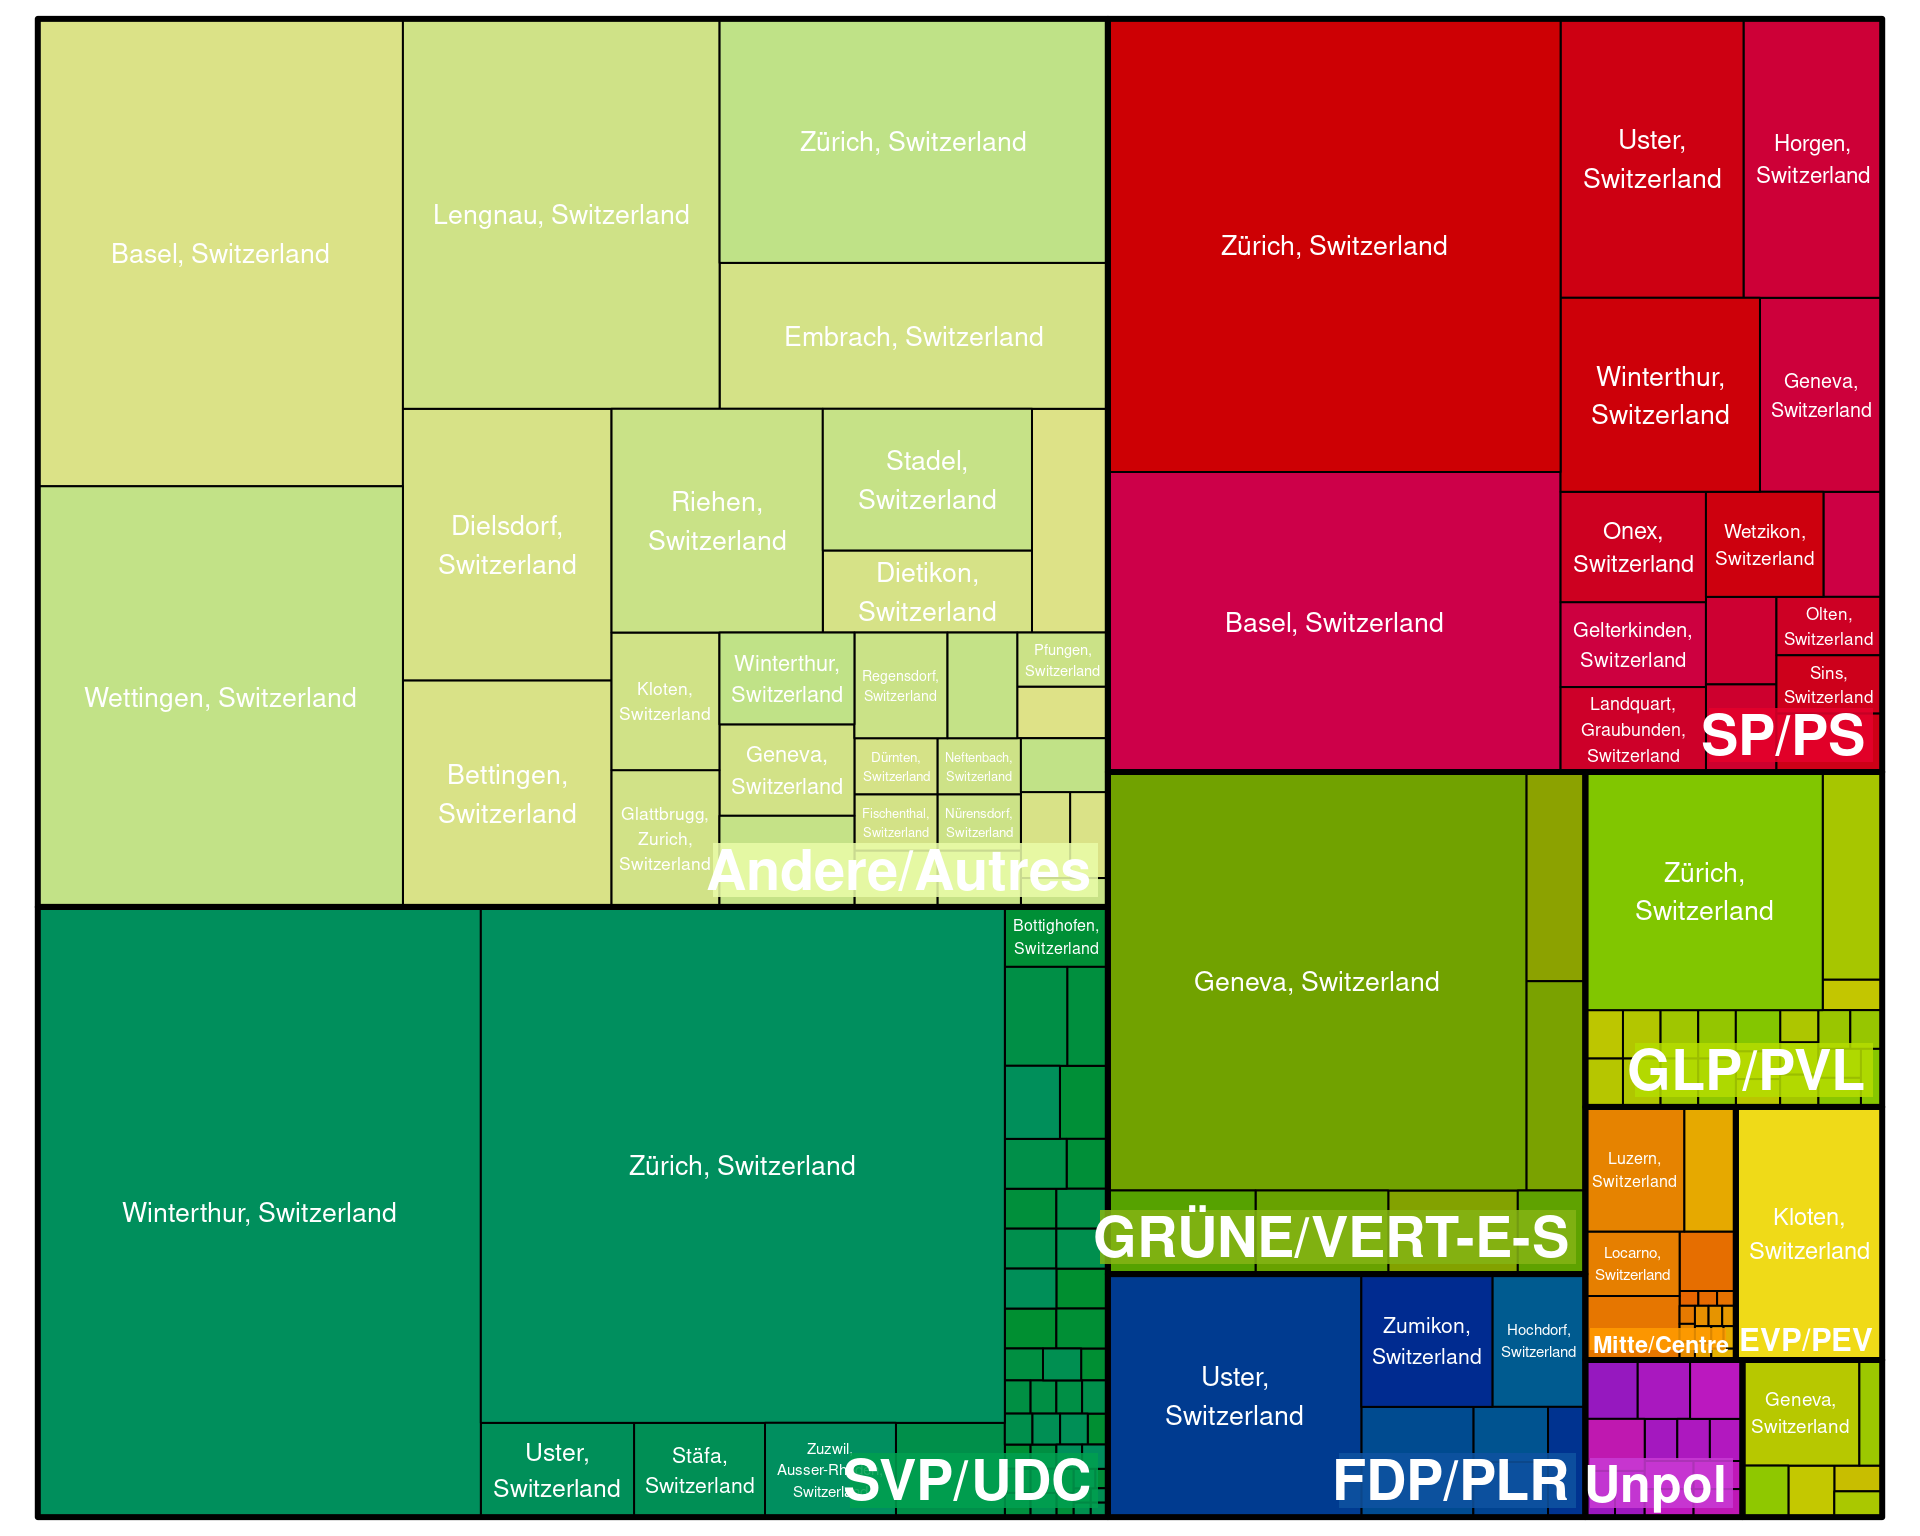 Basel, Switzerland
Lengnau, Switzerland
Zürich, Switzerland
Embrach, Switzerland
Wettingen, Switzerland
Dielsdorf,
Switzerland
Riehen,
Switzerland
Stadel,
Switzerland
Dietikon,
Switzerland
Bettingen,
Switzerland
Kloten,
Switzerland
Glattbrugg,
Zurich,
Switzerland
Winterthur,
Switzerland
Geneva,
Switzerland
Regensdorf,
Switzerland
Pfungen,
Switzerland
Dürnten,
Switzerland
Neftenbach,
Switzerland
Fischenthal,
Switzerland
Nürensdorf,
Switzerland
Andere/Autres
Zürich, Switzerland
Uster,
Switzerland
Horgen,
Switzerland
Winterthur,
Switzerland
Geneva,
Switzerland
Basel, Switzerland
Onex,
Switzerland
Wetzikon,
Switzerland
Gelterkinden,
Switzerland
Olten,
Switzerland
Sins,
Switzerland
Landquart,
Graubunden,
Switzerland
SP/PS
Winterthur, Switzerland
Zürich, Switzerland
Bottighofen,
Switzerland
Uster,
Switzerland
Stäfa,
Switzerland
Zuzwil,
Switzerland
SVP/UDC
Geneva, Switzerland
GRÜNE/VERT-E-S
Zürich,
Switzerland
GLP/PVL
Luzern,
Switzerland
Locarno,
Switzerland
Mitte/Centre
Kloten,
Switzerland
EVP/PEV
Uster,
Switzerland
Zumikon,
Switzerland
Hochdorf,
Switzerland
FDP/PLR
Unpol
Geneva,
Switzerland